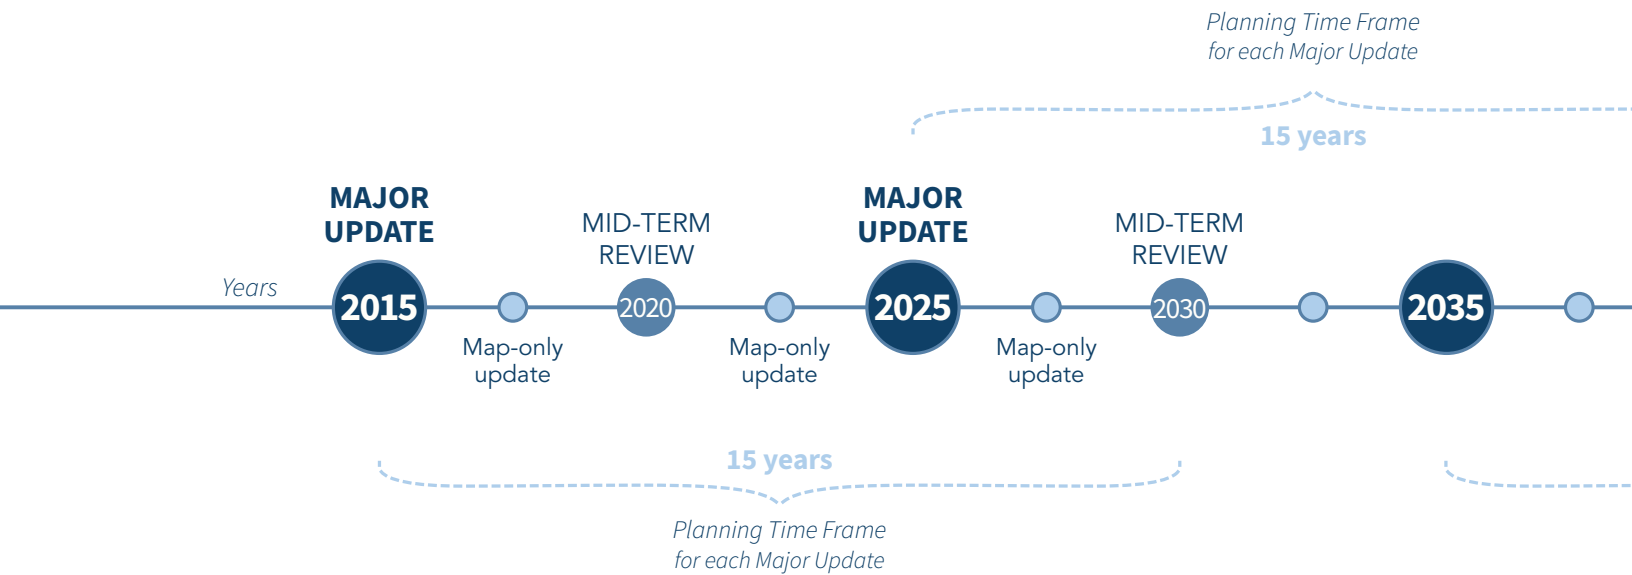 Planning Time Frame
for each Major Update
15 years
MAJOR
UPDATE
MID-TERM
REVIEW
MAJOR
UPDATE
MID-TERM
REVIEW
Years
2015
2020
2025
2030
2035
Map-only
update
Map-only
update
Map-only
update
15 years
Planning Time Frame
for each Major Update